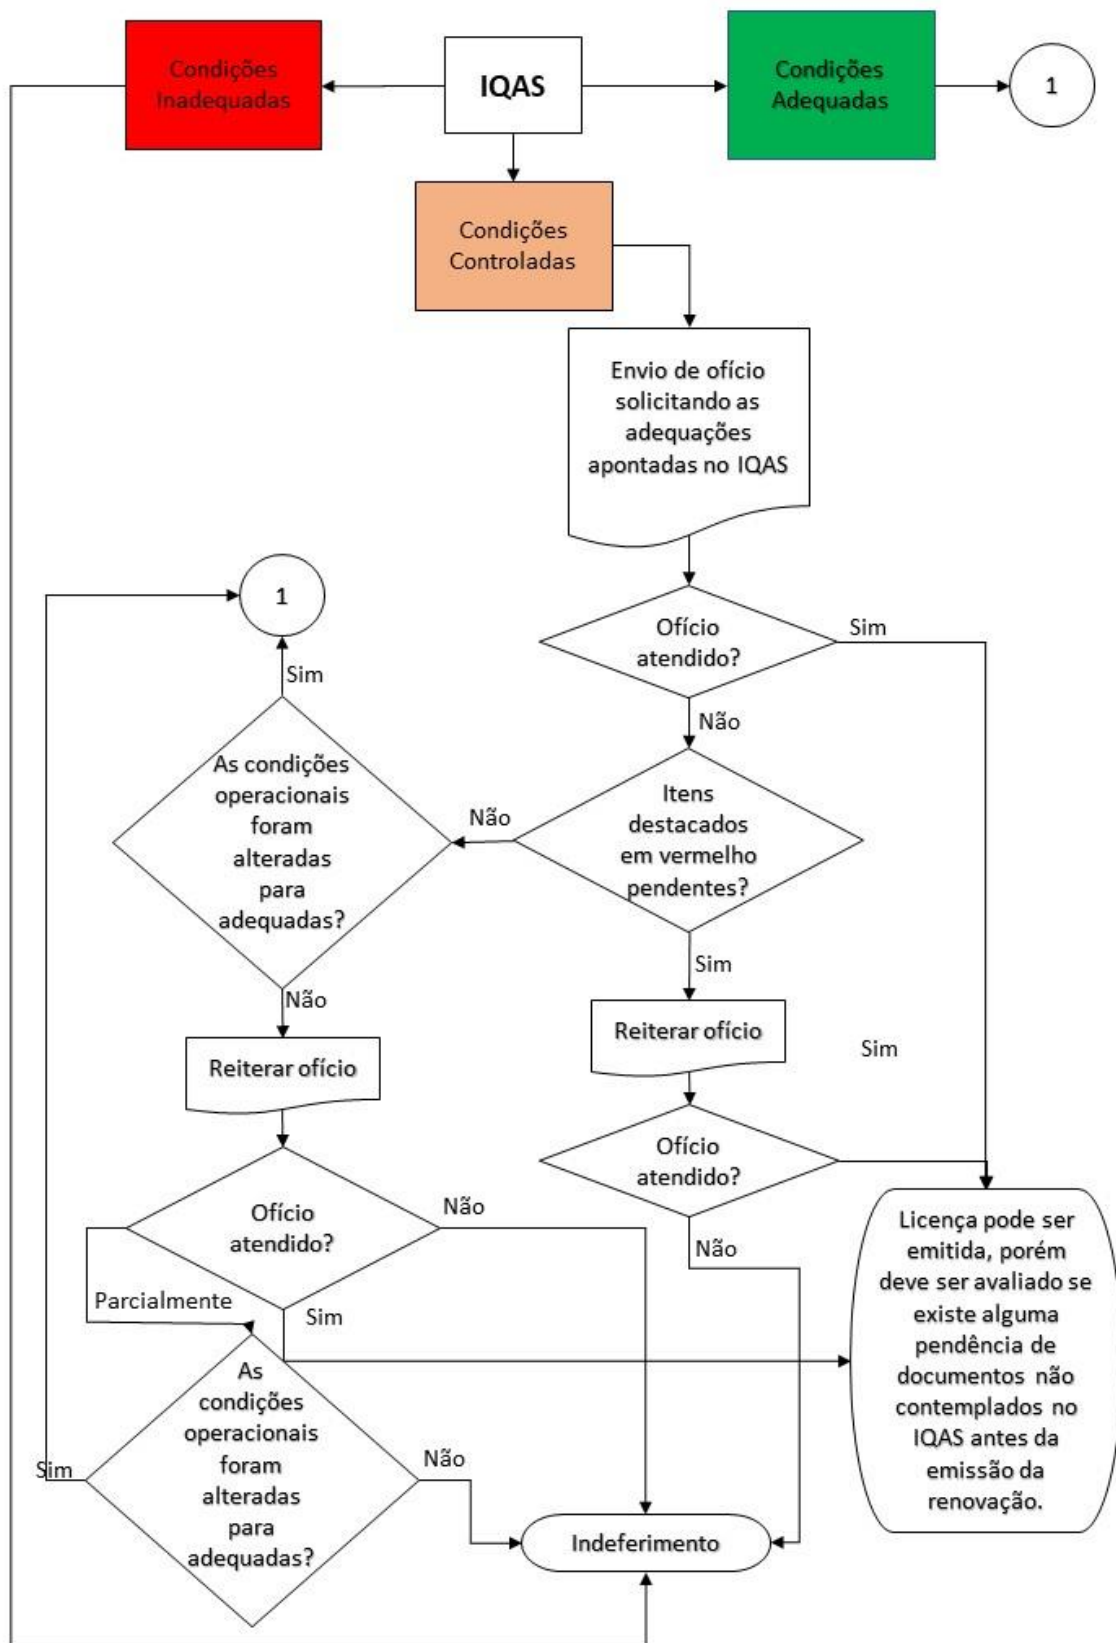 Condições
Inadequadas
IQAS
Condições
Adequadas
1
Condições
Controladas
Envio de ofício
solicitando as
adequações
apontadas no IQAS
1
Ofício
atendido?
Sim
Sim
Não
As condições
operacionais
foram
alteradas
para
adequadas?
Não
Itens
destacados
em vermelho
pendentes?
Sim
Não
Reiterar ofício
Reiterar ofício
Sim
Ofício
atendido?
Não
Ofício
atendido?
Não
Parcialmente
Sim
Licença pode ser
emitida, porém
deve ser avaliado se
existe alguma
pendência de
documentos não
contemplados no
IQAS antes da
emissão da
renovação.
As
condições
operacionais
foram
alteradas
para
adequadas?
Sim
Não
Indeferimento